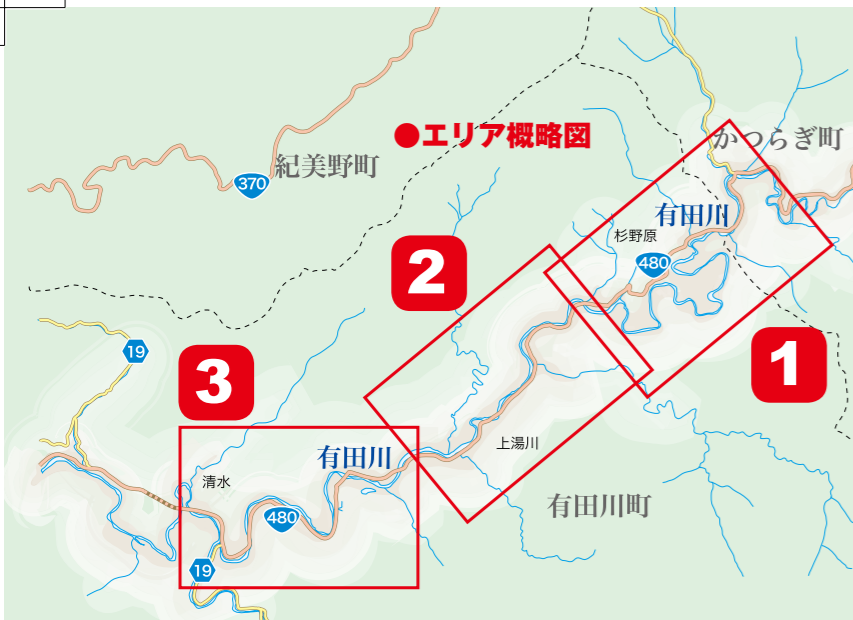 ●エリア概略図
かつらぎ町
紀美野町
370
有田川
杉野原
480
2
1
19
3
上湯川
有田川
清水
480
有田川町
19